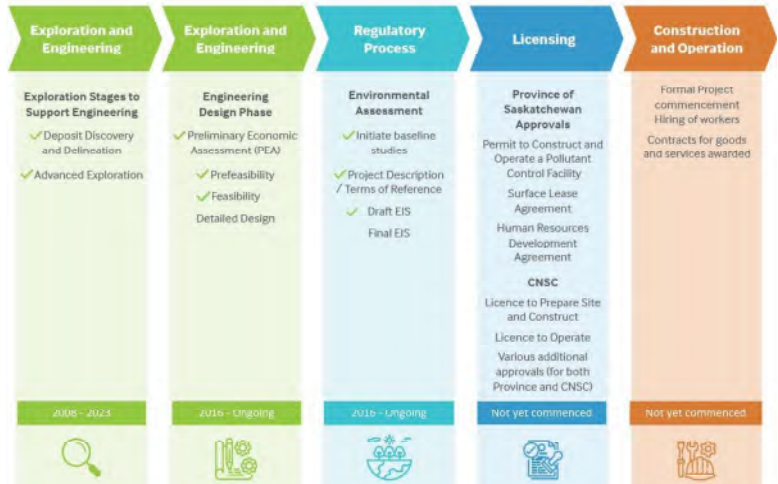 Exploration and
Engineering
Exploration Stages to
Support Engineering
✓ Deposit Discovery
and Delineation
✓ Advanced Exploration
2008 - 2023
Exploration and
Engineering
Engineering
Design Phase
✓ Preliminary Economic
Assessment (PEA)
✓ Prefeasibility
✓ Feasibility
Detailed Design
2016 - Ongoing
Regulatory
Process
Environmental
Assessment
✓ Initiate baseline
studies
✓ Project Description
/ Terms of Reference
✓ Draft EIS
Final EIS
2016 - Ongoing
Licensing
Province of
Saskatchewan
Approvals
Permit to Construct and
Operate a Pollutant
Control Facility
Surface Lease
Agreement
Human Resources
Development
Agreement
CNSC
Licence to Prepare Site
and Construct
Licence to Operate
Various additional
approvals (for both
Province and CNSC)
Not yet commenced
Construction
and Operation
Formal Project
commencement
Hiring of workers
Contracts for goods
and services awarded
Not yet commenced